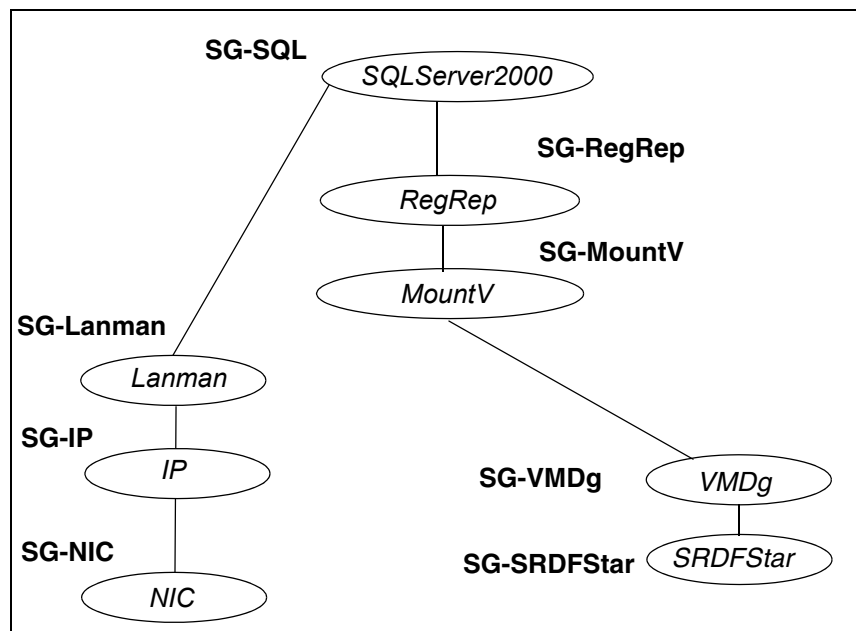 SG-SQL
SQLServer2000
SG-RegRep
RegRep
SG-MountV
MountV
SG-Lanman
Lanman
SG-IP
IP
SG-VMDg
VMDg
SG-NIC
SG-SRDFStar
SRDFStar
NIC